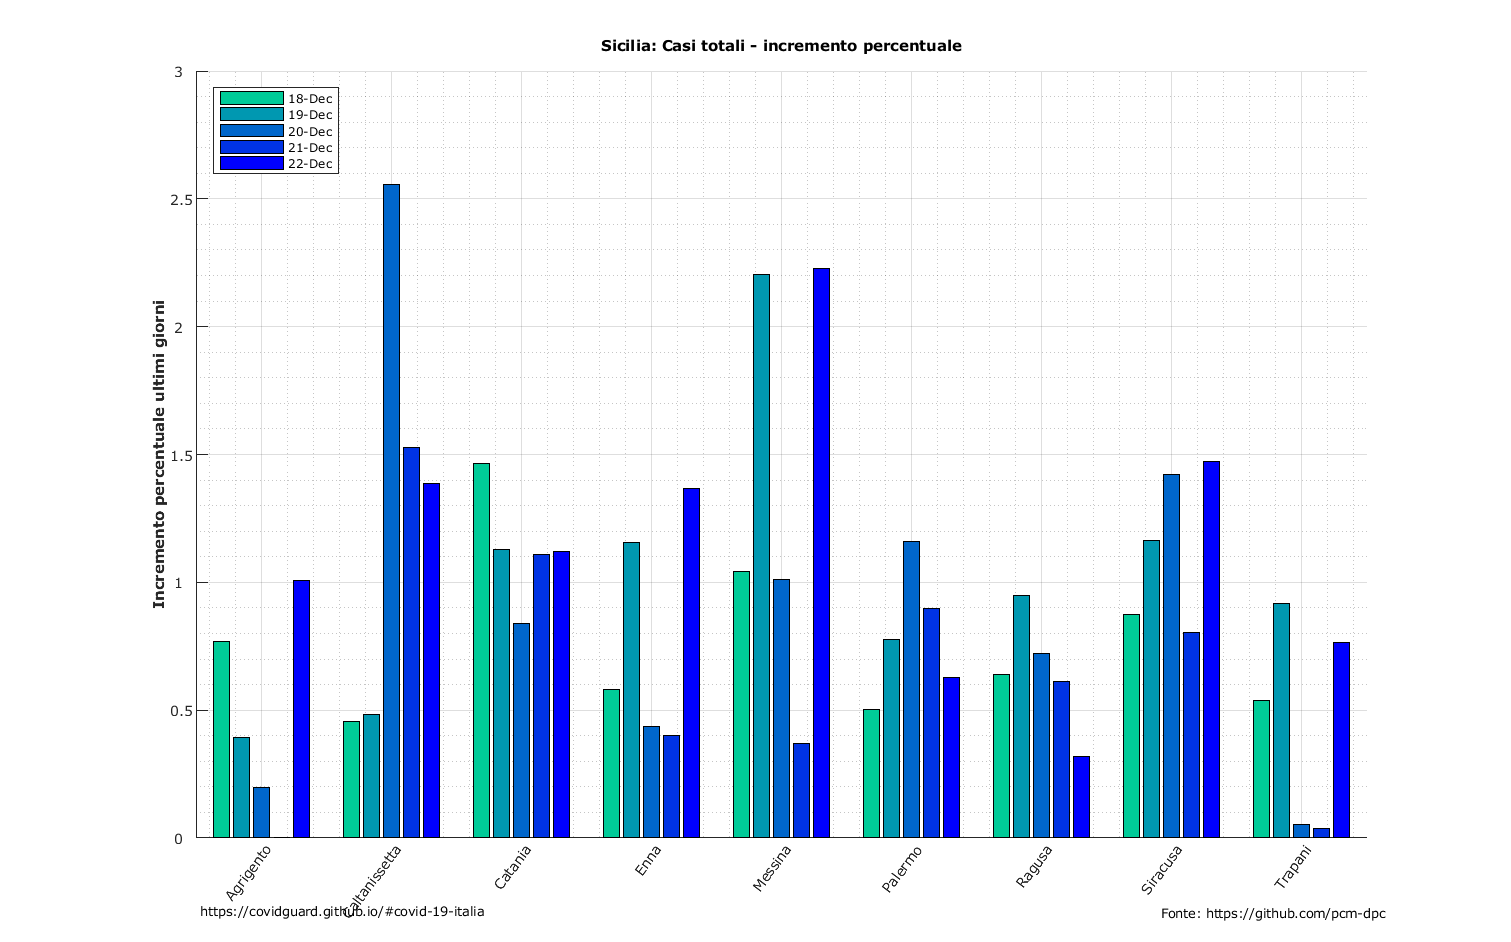 Sicilia: Casi totali - incremento percentuale
3
2.5
2
1.5
1
0.5
0
Incremento percentuale ultimi giorni
18-Dec
19-Dec
20-Dec
21-Dec
22-Dec
Agrigento
Caltanissetta
Catania
Enna
Messina
Palermo
Ragusa
Siracusa
Trapani
https://covidguard.github.io/#covid-19-italia
Fonte: https://github.com/pcm-dpc